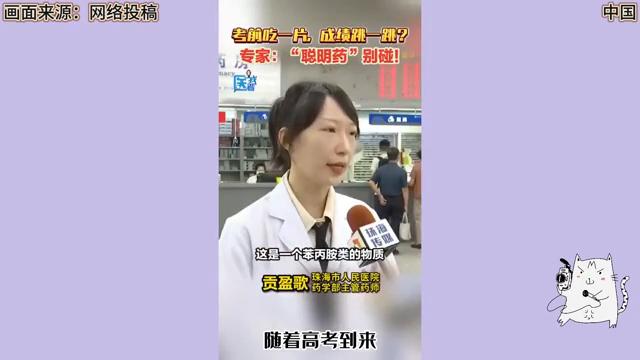 画面来源：网络投稿
中国
考前吃一片，成绩跳一跳？
专家：“聪明药”别碰！
珠海
传媒
这是一个苯丙胺类的物质
贡盈歌
珠海市人民医院
药学部主管药师
随着高考到来